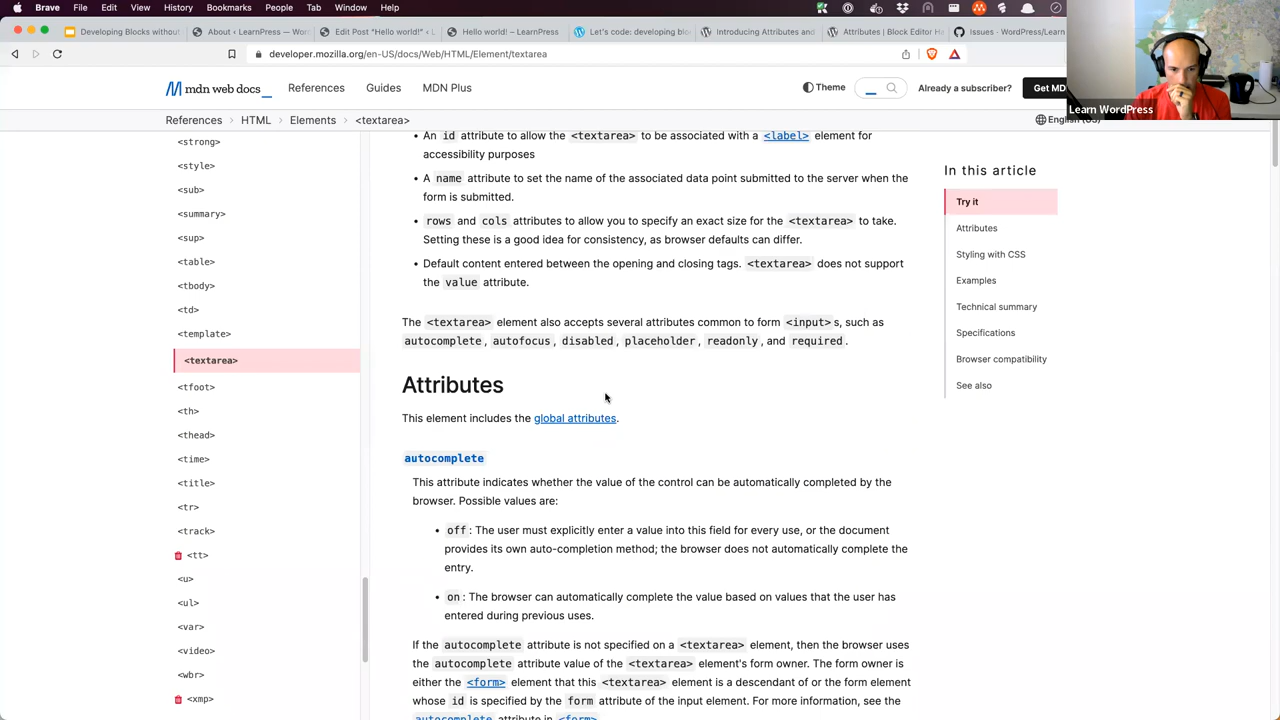 Brave File Edit View History Bookmarks People Tab Window Help
Developing Blocks without
About ‹ LearnPress — Word
Edit Post "Hello world!" ‹ L
Hello world! – LearnPress
Let's code: developing bloc
Introducing Attributes and
Attributes | Block Editor Ha
Issues · WordPress/Learn
developer.mozilla.org/en-US/docs/Web/HTML/Element/textarea
mdn web docs
References Guides MDN Plus
Theme
Already a subscriber?
Get MD
Learn WordPress
References > HTML > Elements > <textarea>
English (US)
<strong>
<style>
<sub>
<summary>
<sup>
<table>
<tbody>
<td>
<template>
<textarea>
<tfoot>
<th>
<thead>
<time>
<title>
<tr>
<track>
<tt>
<u>
<ul>
<var>
<video>
<wbr>
<xmp>
• An id attribute to allow the <textarea> to be associated with a <label> element for
accessibility purposes
• A name attribute to set the name of the associated data point submitted to the server when the
form is submitted.
• rows and cols attributes to allow you to specify an exact size for the <textarea> to take.
Setting these is a good idea for consistency, as browser defaults can differ.
• Default content entered between the opening and closing tags. <textarea> does not support
the value attribute.
The <textarea> element also accepts several attributes common to form <input>s, such as
autocomplete, autofocus, disabled, placeholder, readonly, and required.
Attributes
This element includes the global attributes.
autocomplete
This attribute indicates whether the value of the control can be automatically completed by the
browser. Possible values are:
• off: The user must explicitly enter a value into this field for every use, or the document
provides its own auto-completion method; the browser does not automatically complete the
entry.
• on: The browser can automatically complete the value based on values that the user has
entered during previous uses.
If the autocomplete attribute is not specified on a <textarea> element, then the browser uses
the autocomplete attribute value of the <textarea> element's form owner. The form owner is
either the <form> element that this <textarea> element is a descendant of or the form element
whose id is specified by the form attribute of the input element. For more information, see the
autocomplete attribute in <form>
In this article
Try it
Attributes
Styling with CSS
Examples
Technical summary
Specifications
Browser compatibility
See also